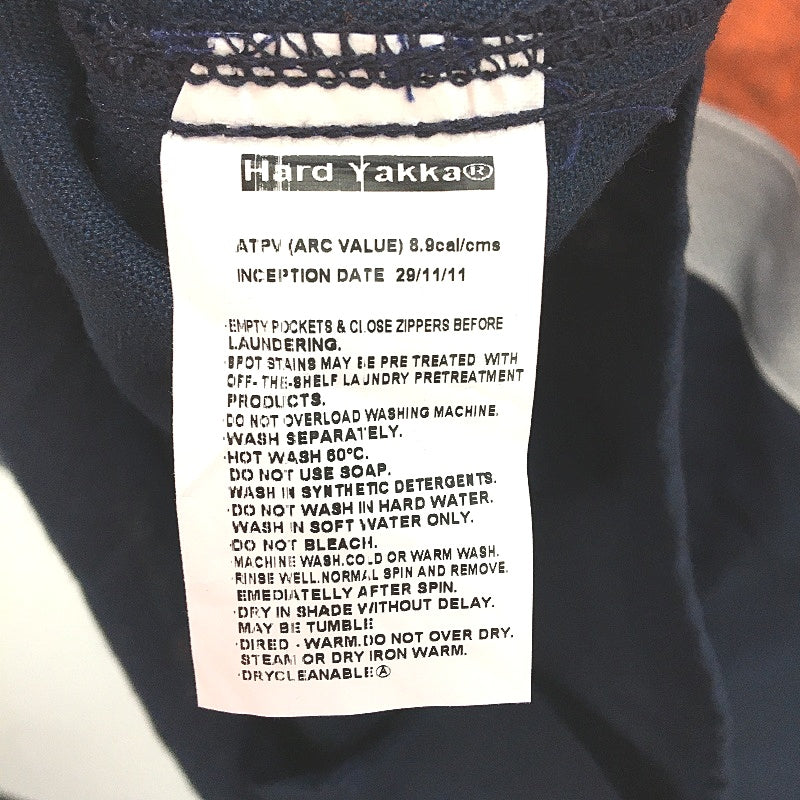 Hard Yakka®
ATPV (ARC VALUE) 8.9cal/cms
INCEPTION DATE 29/11/11
·EMPTY POCKETS & CLOSE ZIPPERS BEFORE
LAUNDERING.
·SPOT STAINS MAY BE PRE TREATED WITH
OFF-THE-SHELF LAUNDRY PRETREATMENT
PRODUCTS.
·DO NOT OVERLOAD WASHING MACHINE.
·WASH SEPARATELY.
·HOT WASH 60°C.
DO NOT USE SOAP.
WASH IN SYNTHETIC DETERGENTS.
·DO NOT WASH IN HARD WATER.
WASH IN SOFT WATER ONLY.
·DO NOT BLEACH.
·MACHINE WASH.COLD OR WARM WASH.
·RINSE WELL.NORMAL SPIN AND REMOVE.
EMEDIATELLY AFTER SPIN.
·DRY IN SHADE WITHOUT DELAY.
MAY BE TUMBLE
·DIRED - WARM.DO NOT OVER DRY.
STEAM OR DRY IRON WARM.
·DRYCLEANABLEⒶ